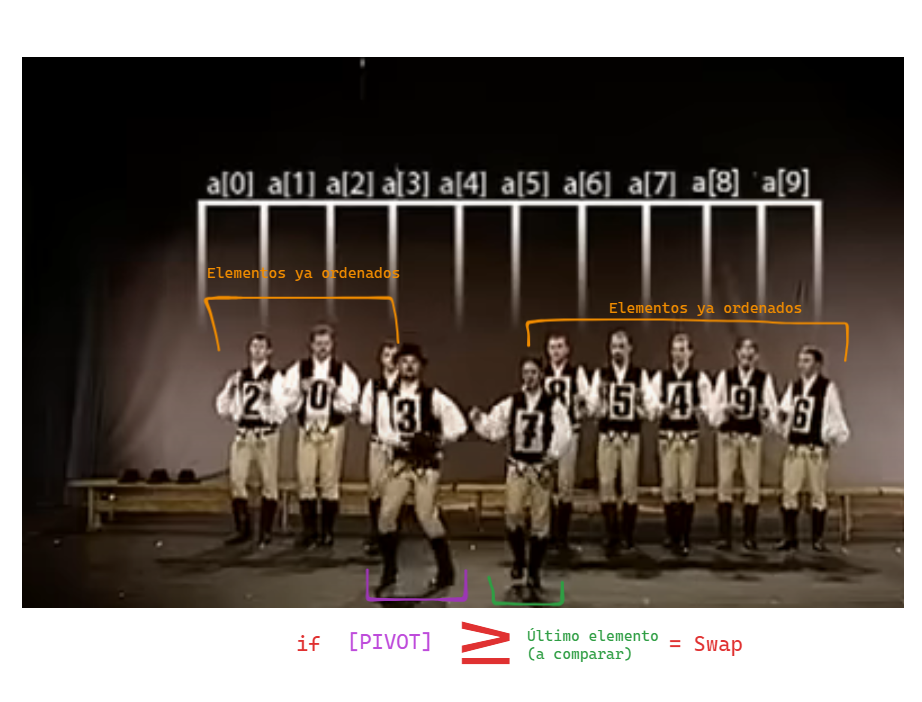 a[0] a[1] a[2] a[3] a[4] a[5] a[6] a[7] a[8] a[9]
Elementos ya ordenados
Elementos ya ordenados
2 0 3 7 8 5 4 9 6
if [PIVOT] ≥ Último elemento (a comparar) = Swap